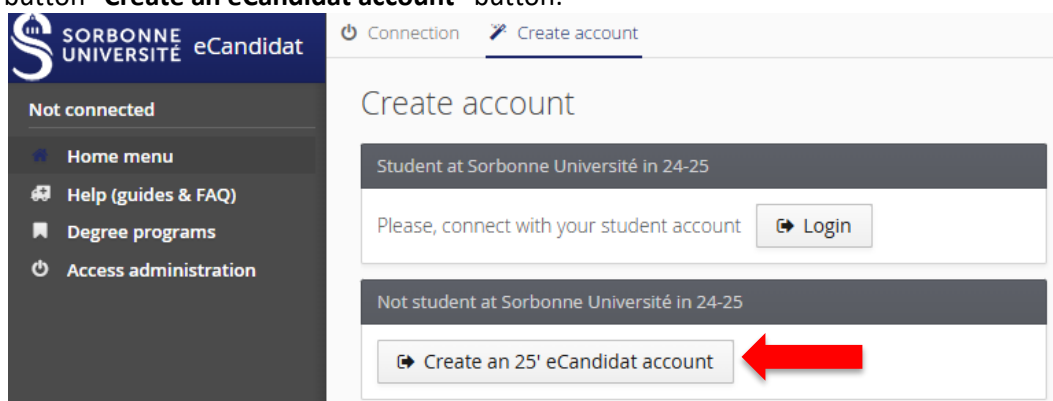 button "Create an eCandidat account" button.
SORBONNE
UNIVERSITÉ
eCandidat
Connection
Create account
Not connected
Home menu
Help (guides & FAQ)
Degree programs
Access administration
Create account
Student at Sorbonne Université in 24-25
Please, connect with your student account
Login
Not student at Sorbonne Université in 24-25
Create an 25' eCandidat account